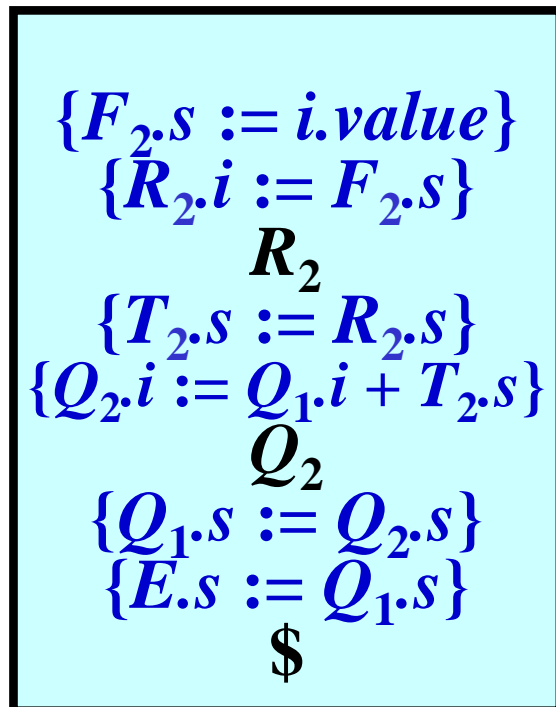 {F₂.s := i.value}
{R₂.i := F₂.s}
R₂
{T₂.s := R₂.s}
{Q₂.i := Q₁.i + T₂.s}
Q₂
{Q₁.s := Q₂.s}
{E.s := Q₁.s}
$